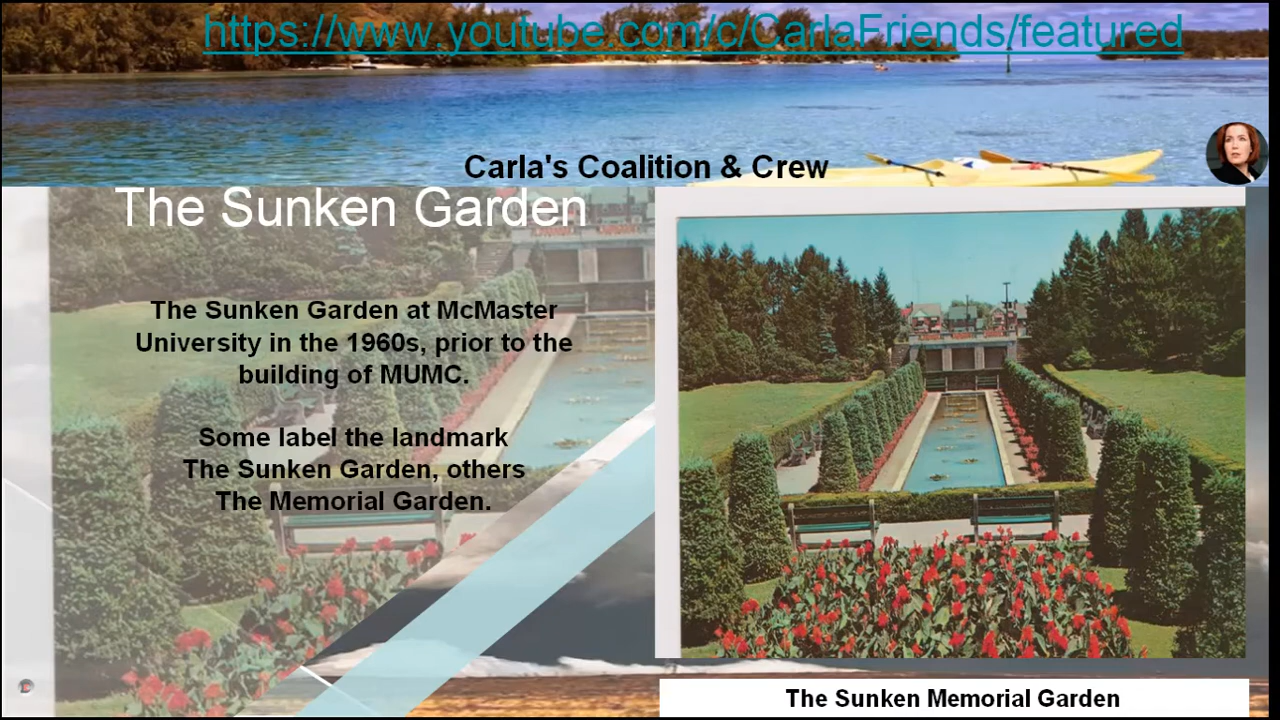 https://www.youtube.com/c/CarlaFriends/featured
Carla's Coalition & Crew
The Sunken Garden
The Sunken Garden at McMaster
University in the 1960s, prior to the
building of MUMC.
Some label the landmark
The Sunken Garden, others
The Memorial Garden.
The Sunken Memorial Garden